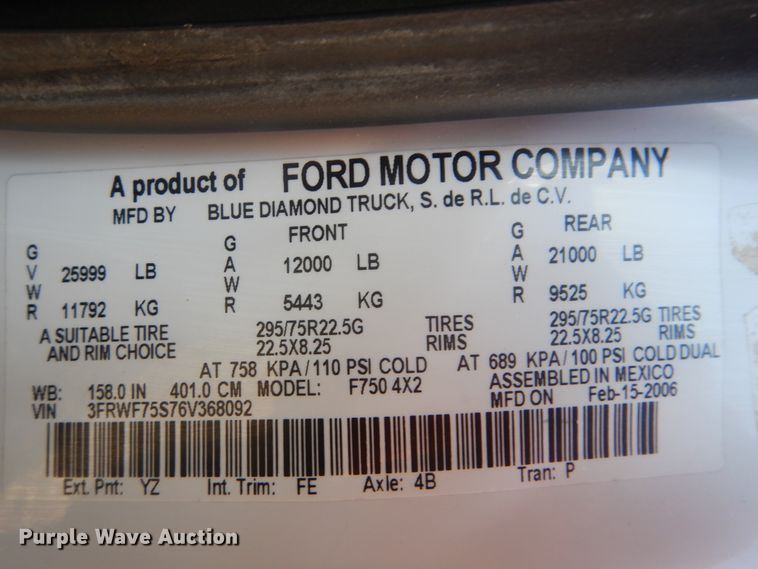 A product of FORD MOTOR COMPANY
MFD BY BLUE DIAMOND TRUCK, S. de R.L. de C.V.
GVWR 25999 LB 11792 KG
FRONT GAWR 12000 LB 5443 KG
REAR GAWR 21000 LB 9525 KG
A SUITABLE TIRE 295/75R22.5G TIRES 295/75R22.5G TIRES
AND RIM CHOICE 22.5X8.25 RIMS 22.5X8.25 RIMS
AT 758 KPA/110 PSI COLD AT 689 KPA/100 PSI COLD DUAL
WB: 158.0 IN 401.0 CM MODEL: F750 4X2 ASSEMBLED IN MEXICO
VIN 3FRWF75S76V368092 MFD ON Feb-15-2006
Ext. Pnt: YZ Int. Trim: FE Axle: 4B Tran: P
Purple Wave Auction